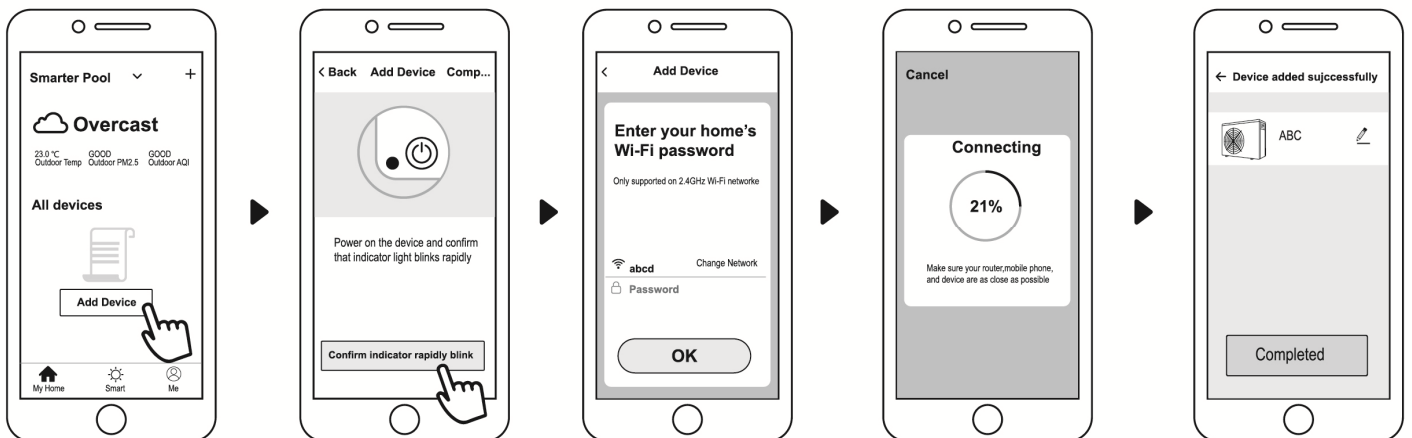 Smarter Pool
+
Overcast
23.0 ℃ GOOD GOOD
Outdoor Temp Outdoor PM2.5 Outdoor AQI
All devices
Add Device
My Home Smart Me
< Back Add Device Comp...
Power on the device and confirm
that indicator light blinks rapidly
Confirm indicator rapidly blink
< Add Device
Enter your home's
Wi-Fi password
Only supported on 2.4GHz Wi-Fi networke
abcd Change Network
Password
OK
Cancel
Connecting
21%
Make sure your router,mobile phone,
and device are as close as possible
← Device added sujccessfully
ABC
Completed